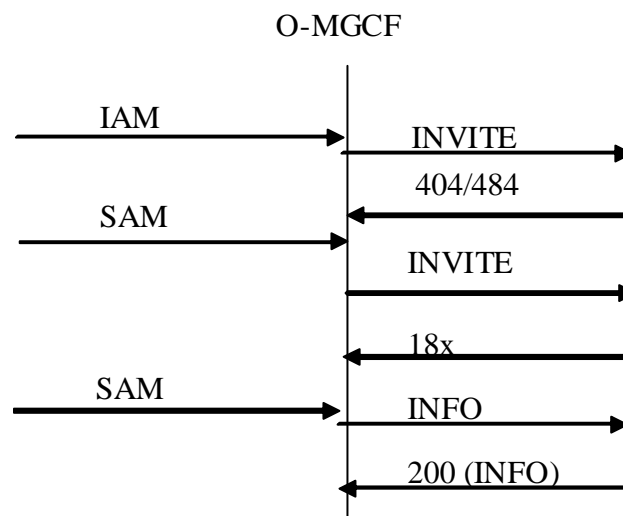 O-MGCF
IAM
INVITE
404/484
SAM
INVITE
18x
SAM
INFO
200 (INFO)